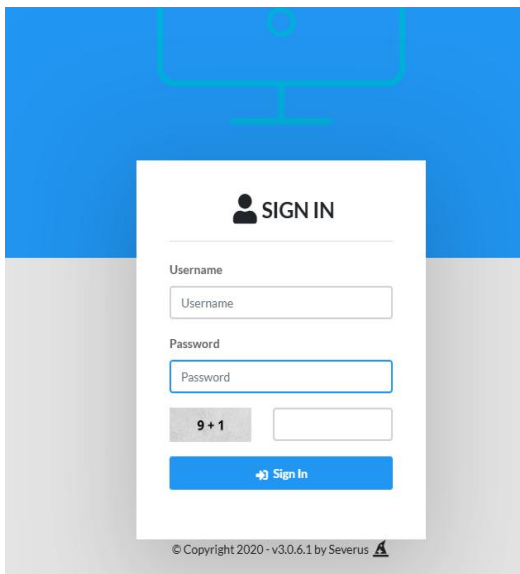 SIGN IN
Username
Username
Password
Password
9 + 1
Sign In
© Copyright 2020 - v3.0.6.1 by Severus